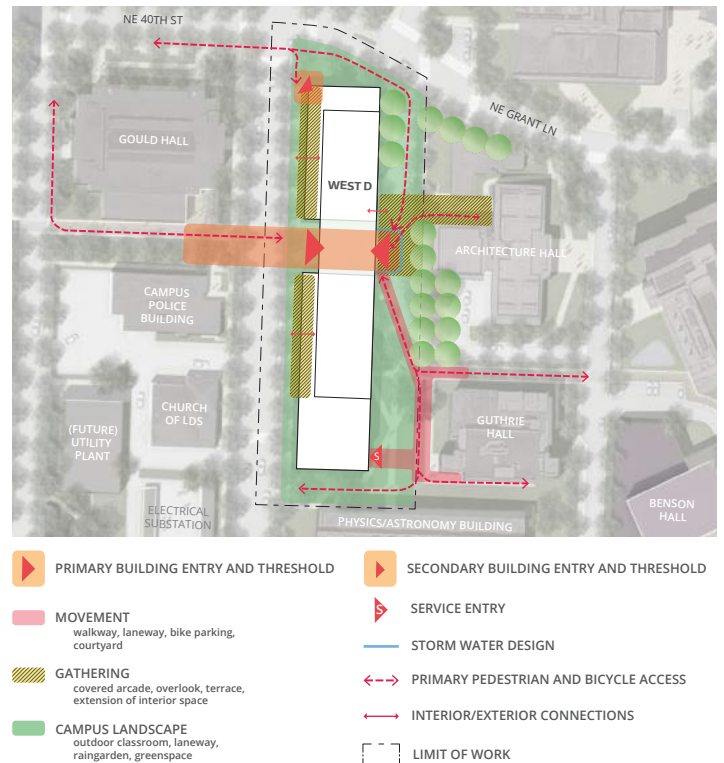 NE 40TH ST
NE GRANT LN
GOULD HALL
WEST D
ARCHITECTURE HALL
CAMPUS
POLICE
BUILDING
(FUTURE)
UTILITY
PLANT
CHURCH
OF LDS
GUTHRIE
HALL
S
ELECTRICAL
SUBSTATION
PHYSICS/ASTRONOMY BUILDING
BENSON
HALL
PRIMARY BUILDING ENTRY AND THRESHOLD
MOVEMENT
walkway, laneway, bike parking,
courtyard
GATHERING
covered arcade, overlook, terrace,
extension of interior space
CAMPUS LANDSCAPE
outdoor classroom, laneway,
raingarden, greenspace
SECONDARY BUILDING ENTRY AND THRESHOLD
S SERVICE ENTRY
STORM WATER DESIGN
PRIMARY PEDESTRIAN AND BICYCLE ACCESS
INTERIOR/EXTERIOR CONNECTIONS
LIMIT OF WORK